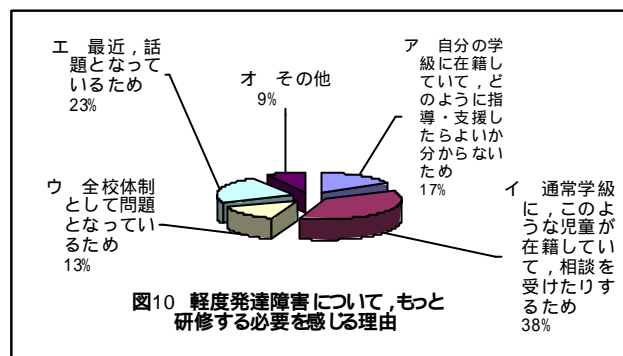 ア 自分の学
級に在籍し
ていて，ど
のように指
導・支援し
たらよいか
分からない
ため
17%
イ 通常学級
に，このよ
うな児童が
在籍してい
て，相談を
受けたりす
るため
38%
ウ 全校体制
として問題
となってい
るため
13%
エ 最近，話
題となって
いるため
23%
オ その他
9%
図10 軽度発達障害について，もっと
研修する必要を感じる理由